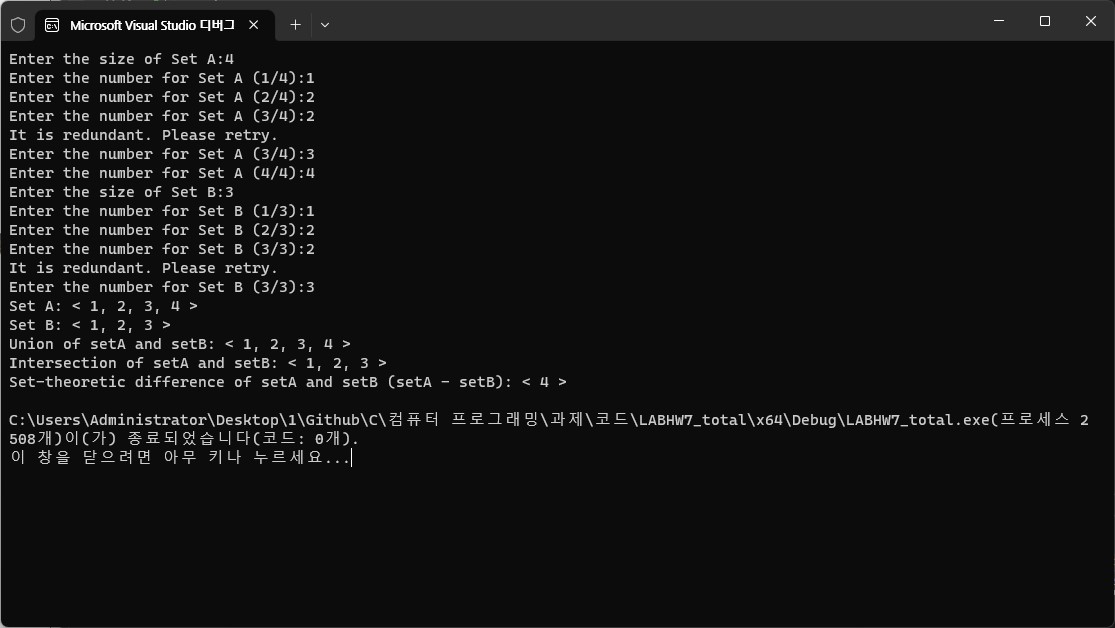 Microsoft Visual Studio 디버그
Enter the size of Set A:4
Enter the number for Set A (1/4):1
Enter the number for Set A (2/4):2
Enter the number for Set A (3/4):2
It is redundant. Please retry.
Enter the number for Set A (3/4):3
Enter the number for Set A (4/4):4
Enter the size of Set B:3
Enter the number for Set B (1/3):1
Enter the number for Set B (2/3):2
Enter the number for Set B (3/3):2
It is redundant. Please retry.
Enter the number for Set B (3/3):3
Set A: < 1, 2, 3, 4 >
Set B: < 1, 2, 3 >
Union of setA and setB: < 1, 2, 3, 4 >
Intersection of setA and setB: < 1, 2, 3 >
Set-theoretic difference of setA and setB (setA - setB): < 4 >
C:\Users\Administrator\Desktop\1\Github\C\컴퓨터 프로그래밍\과제\코드\LABHW7_total\x64\Debug\LABHW7_total.exe(프로세스 2
508개)이(가) 종료되었습니다(코드: 0개).
이 창을 닫으려면 아무 키나 누르세요...